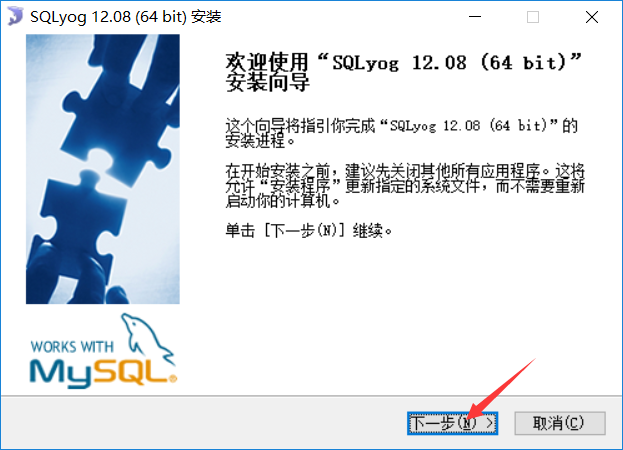 SQLyog 12.08 (64 bit) 安装
欢迎使用“SQLyog 12.08 (64 bit)”
安装向导
这个向导将指引你完成“SQLyog 12.08 (64 bit)”的
安装进程。
在开始安装之前，建议先关闭其他所有应用程序。这将
允许“安装程序”更新指定的系统文件，而不需要重新
启动你的计算机。
单击 [下一步(N)] 继续。
WORKS WITH
MySQL®
下一步(N) >
取消(C)